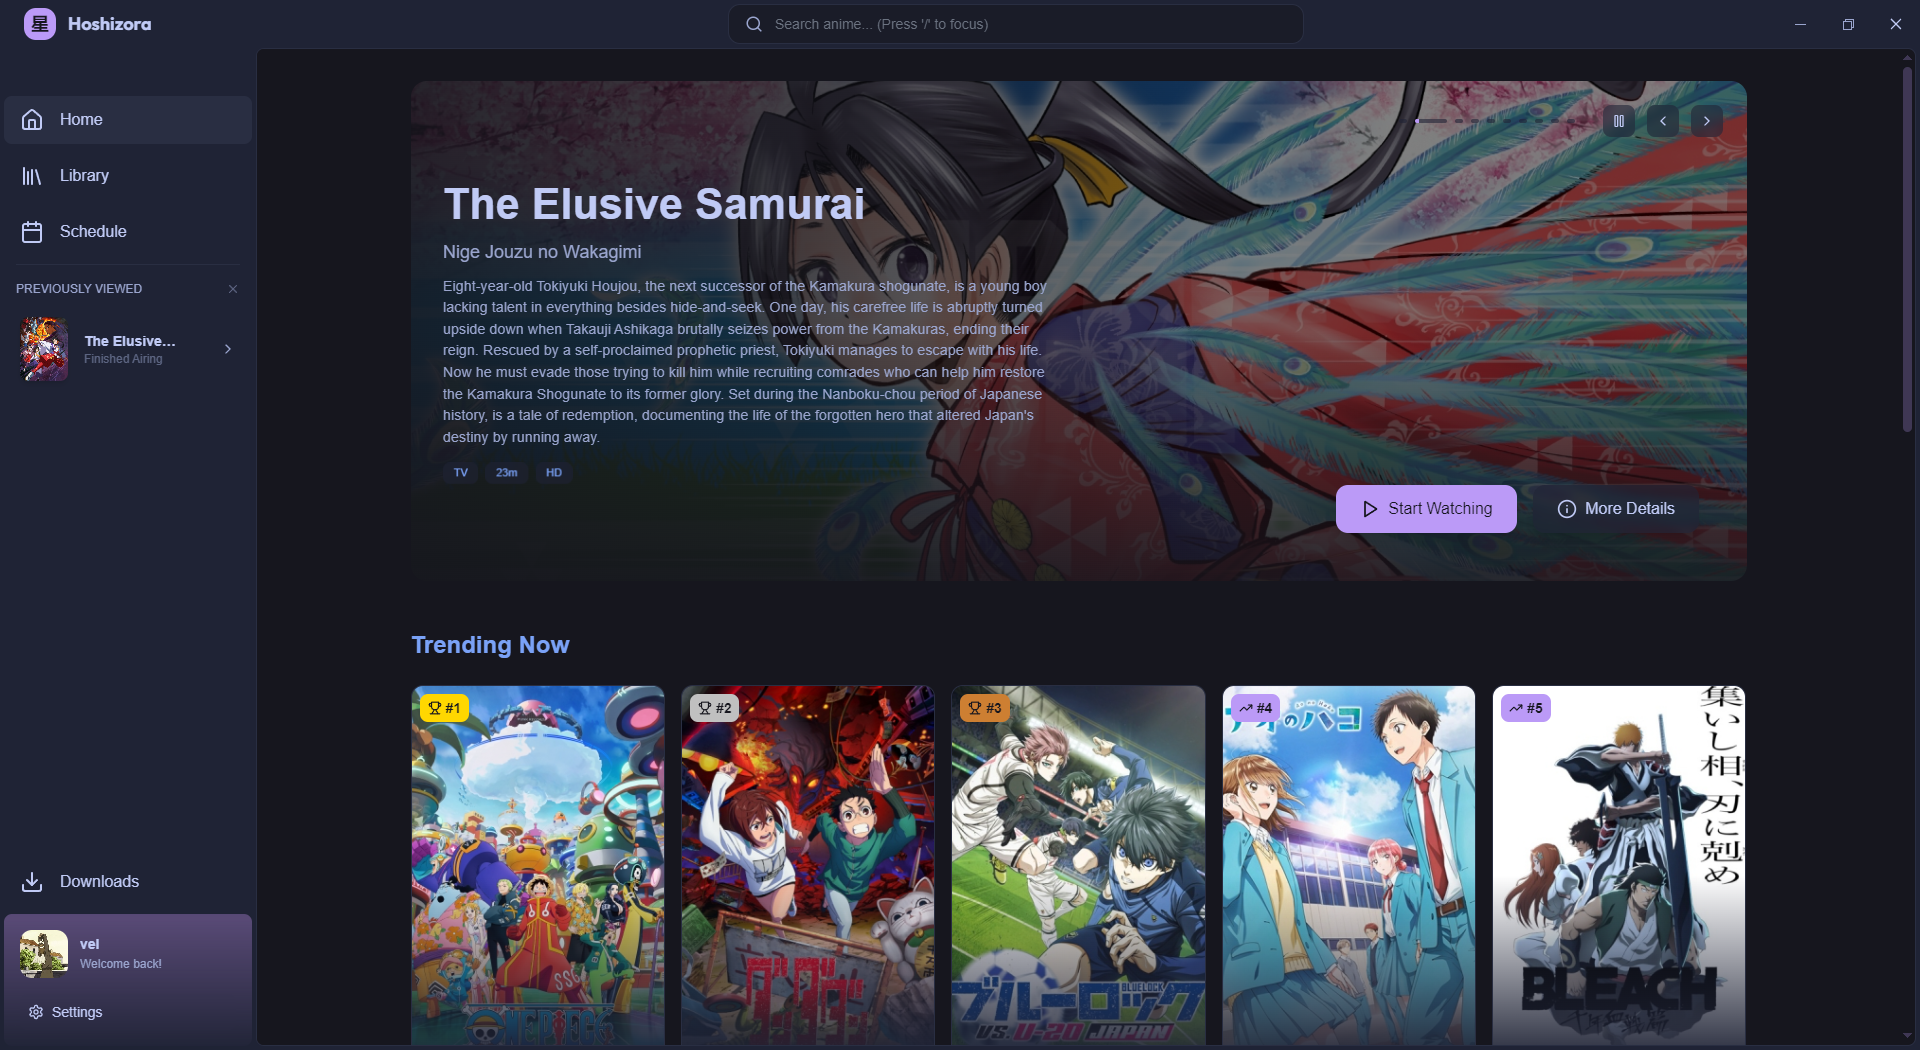 星 Hoshizora
Search anime... (Press '/' to focus)
Home
Library
Schedule
PREVIOUSLY VIEWED
The Elusive...
Finished Airing
Downloads
vel
Welcome back!
Settings
The Elusive Samurai
Nige Jouzu no Wakagimi
Eight-year-old Tokiyuki Houjou, the next successor of the Kamakura shogunate, is a young boy
lacking talent in everything besides hide-and-seek. One day, his carefree life is abruptly turned
upside down when Takauji Ashikaga brutally seizes power from the Kamakuras, ending their
reign. Rescued by a self-proclaimed prophetic priest, Tokiyuki manages to escape with his life.
Now he must evade those trying to kill him while recruiting comrades who can help him restore
the Kamakura Shogunate to its former glory. Set during the Nanboku-chou period of Japanese
history, is a tale of redemption, documenting the life of the forgotten hero that altered Japan's
destiny by running away.
TV
23m
HD
Start Watching
More Details
Trending Now
#1
ONE PIECE
#2
ダンダダン
#3
ブルーロック
BLUELOCK
VS. U-20 JAPAN
#4
アオのハコ
#5
集いし相、刃に剋め
BLEACH
千年血戦篇